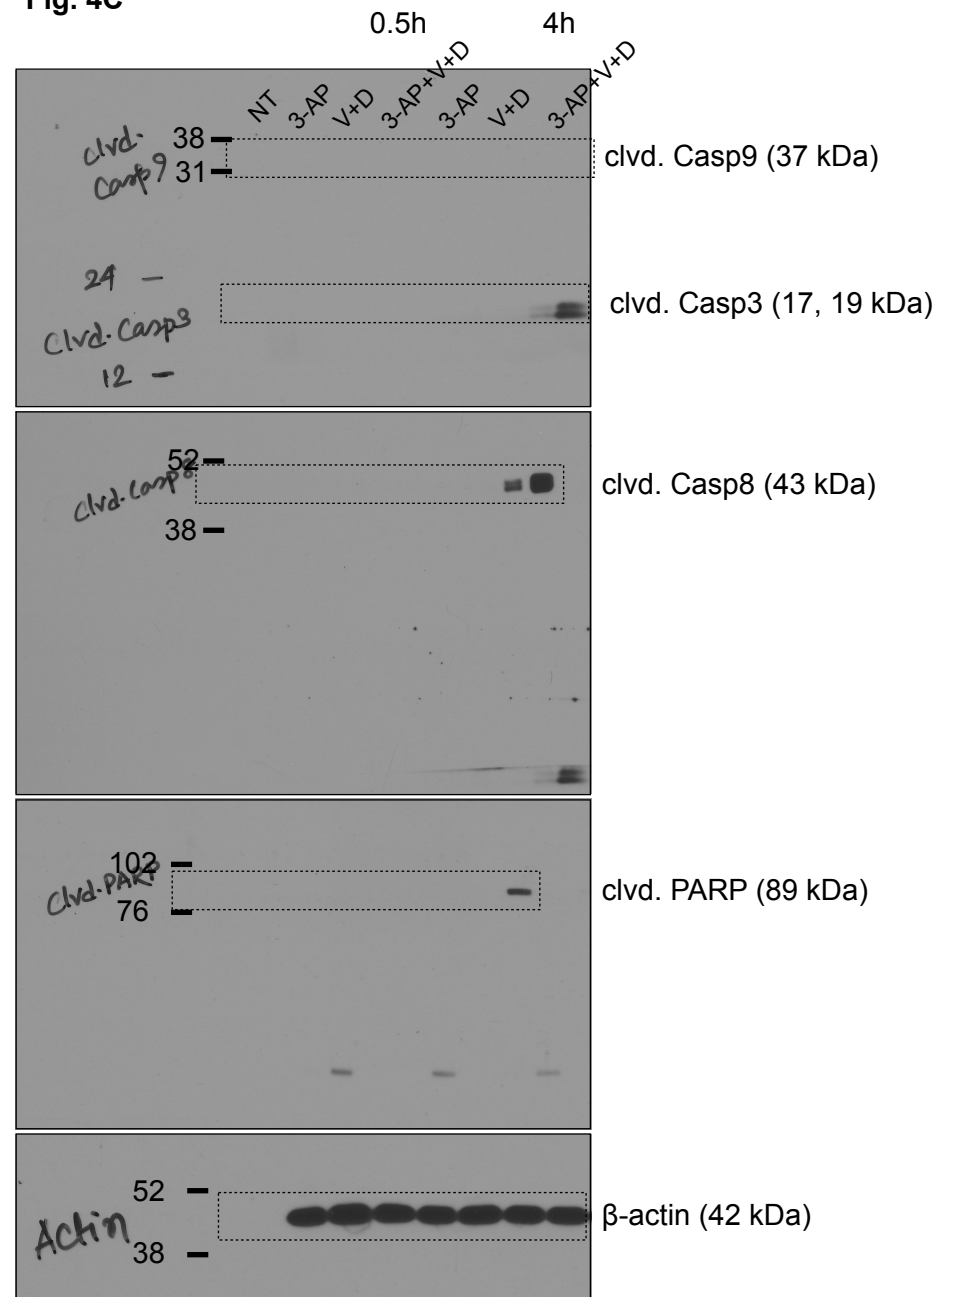 Fig. 4C
0.5h 4h
NT 3-AP V+D 3-AP+V+D 3-AP V+D 3-AP+V+D
clvd. Casp9
38
31
clvd. Casp9 (37 kDa)
24
clvd. Casp3 (17, 19 kDa)
Clvd. Casp3
12
52
Clvd. Casp8
clvd. Casp8 (43 kDa)
38
102
Clvd. PARP
clvd. PARP (89 kDa)
76
52
Actin
β-actin (42 kDa)
38